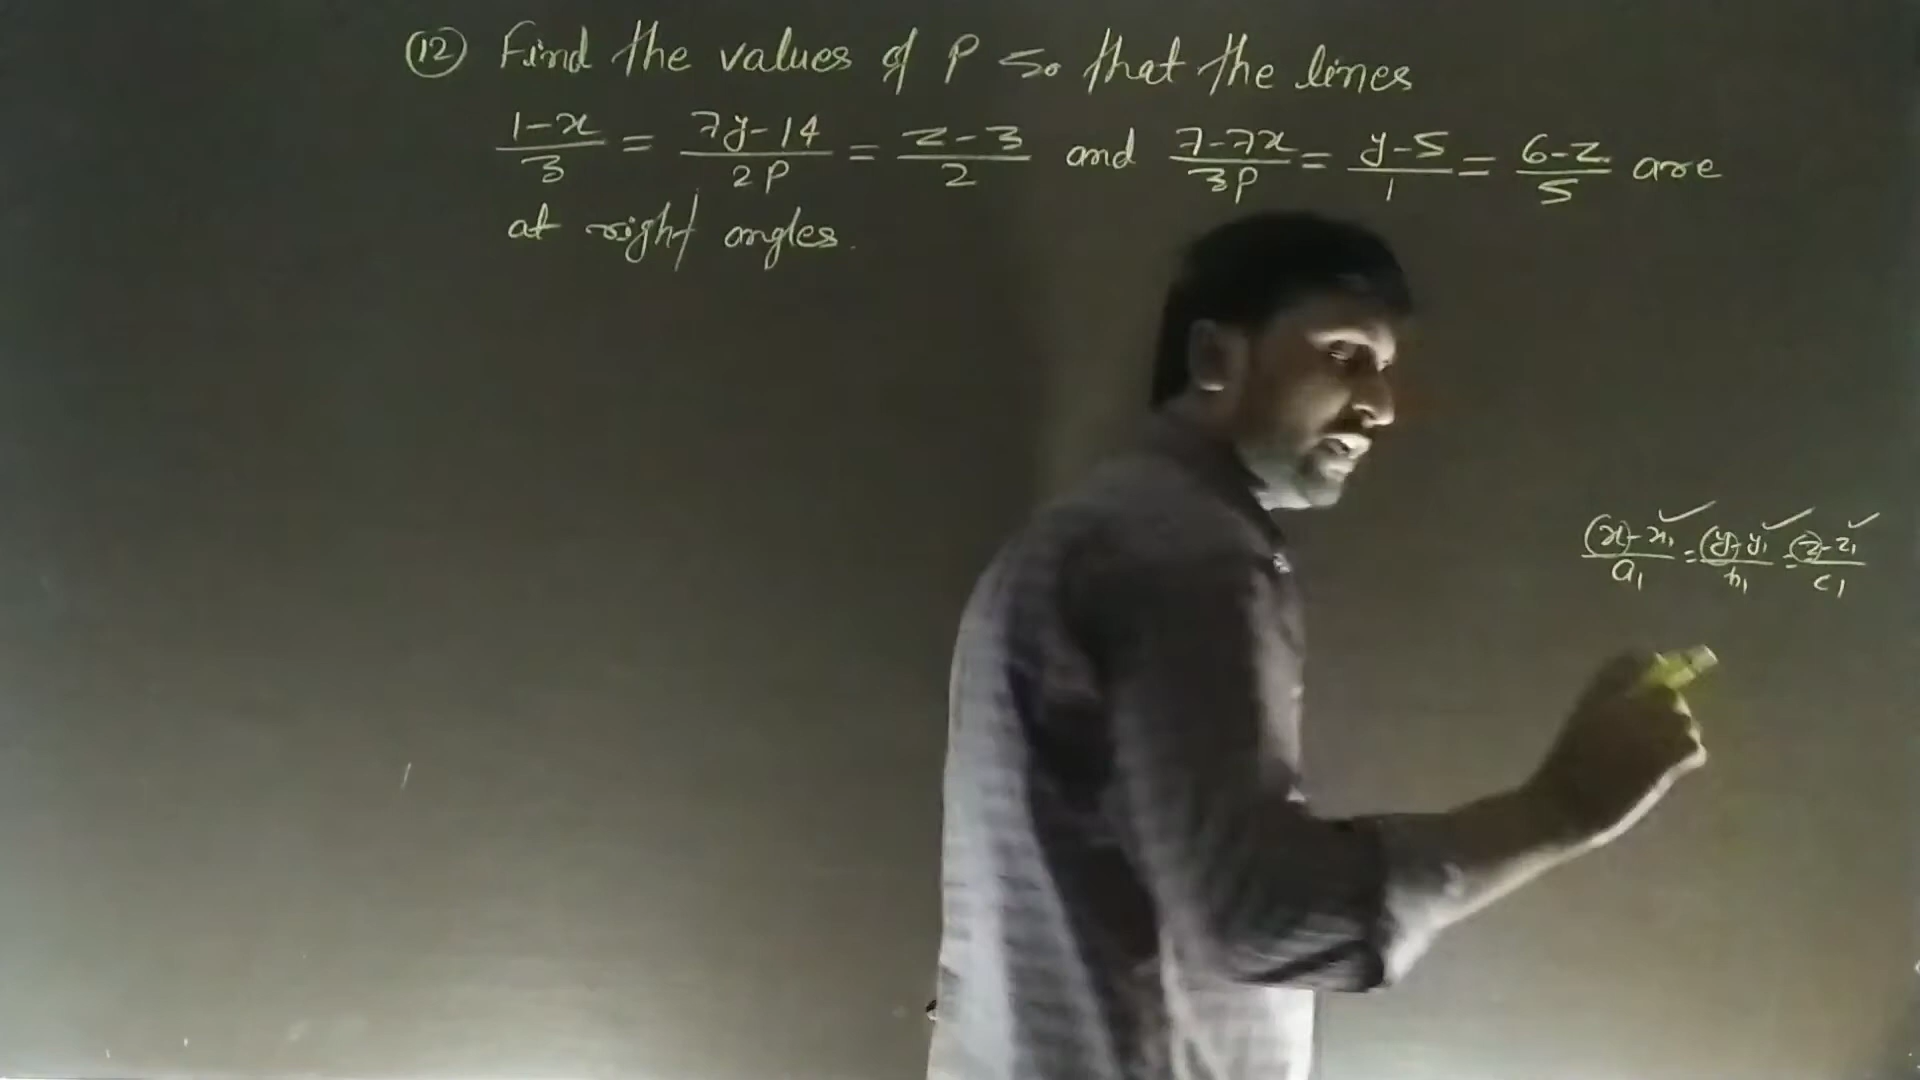 (12) Find the values of P so that the lines
1-x/3 = 7y-14/2P = z-3/2 and 7-7x/3P = y-5/1 = 6-z/5 are
at right angles.
(x)-x₁/a₁ = (y)-y₁/b₁ = (z)-z₁/c₁